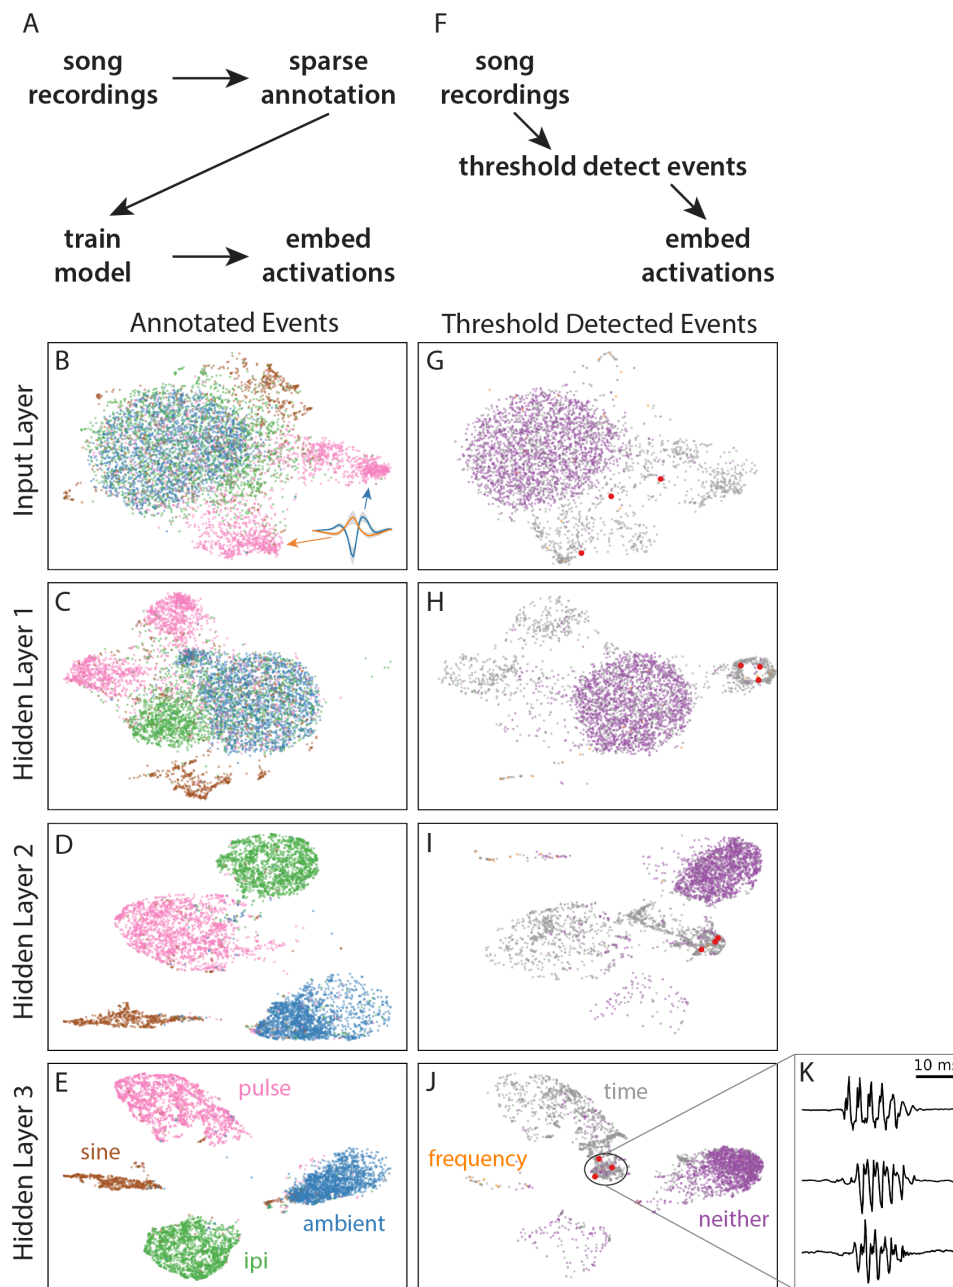 A
F
song
recordings
sparse
annotation
song
recordings
threshold detect events
train
model
embed
activations
embed
activations
Annotated Events
Threshold Detected Events
Input Layer
B
G
Hidden Layer 1
C
H
Hidden Layer 2
D
I
Hidden Layer 3
E
pulse
sine
ambient
ipi
J
time
frequency
neither
K